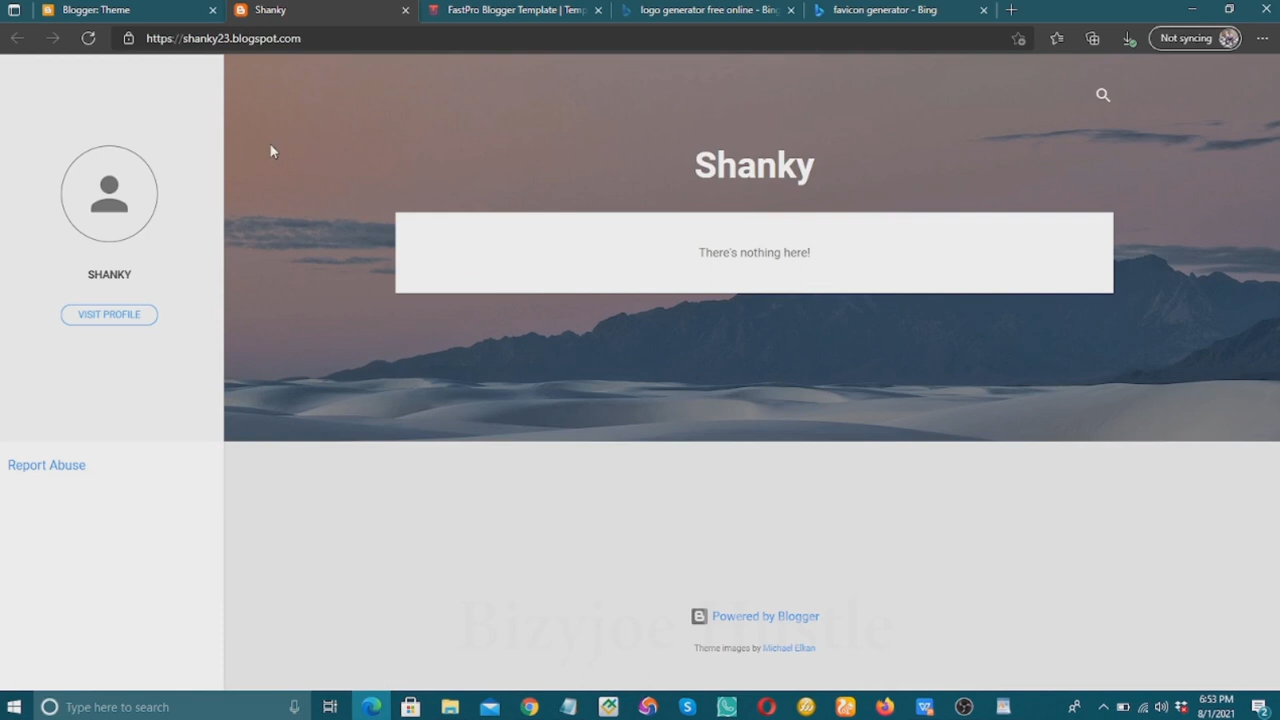 Blogger: Theme
Shanky
FastPro Blogger Template | Temp
logo generator free online - Bing
favicon generator - Bing
https://shanky23.blogspot.com
Not syncing
Shanky
There's nothing here!
SHANKY
VISIT PROFILE
Report Abuse
Powered by Blogger
Theme images by Michael Elkan
Type here to search
6:53 PM
8/1/2021